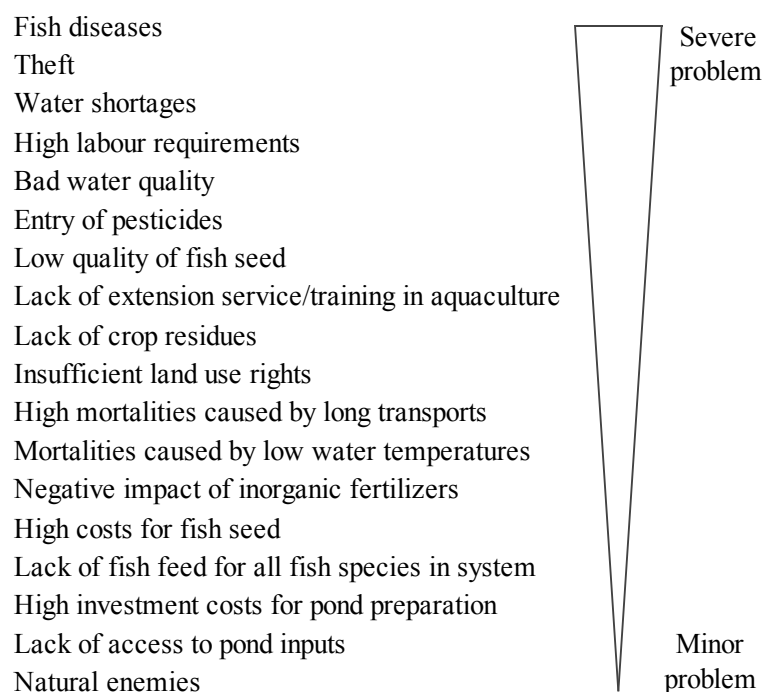 Fish diseases
Theft
Water shortages
High labour requirements
Bad water quality
Entry of pesticides
Low quality of fish seed
Lack of extension service/training in aquaculture
Lack of crop residues
Insufficient land use rights
High mortalities caused by long transports
Mortalities caused by low water temperatures
Negative impact of inorganic fertilizers
High costs for fish seed
Lack of fish feed for all fish species in system
High investment costs for pond preparation
Lack of access to pond inputs
Natural enemies
Severe
problem
Minor
problem